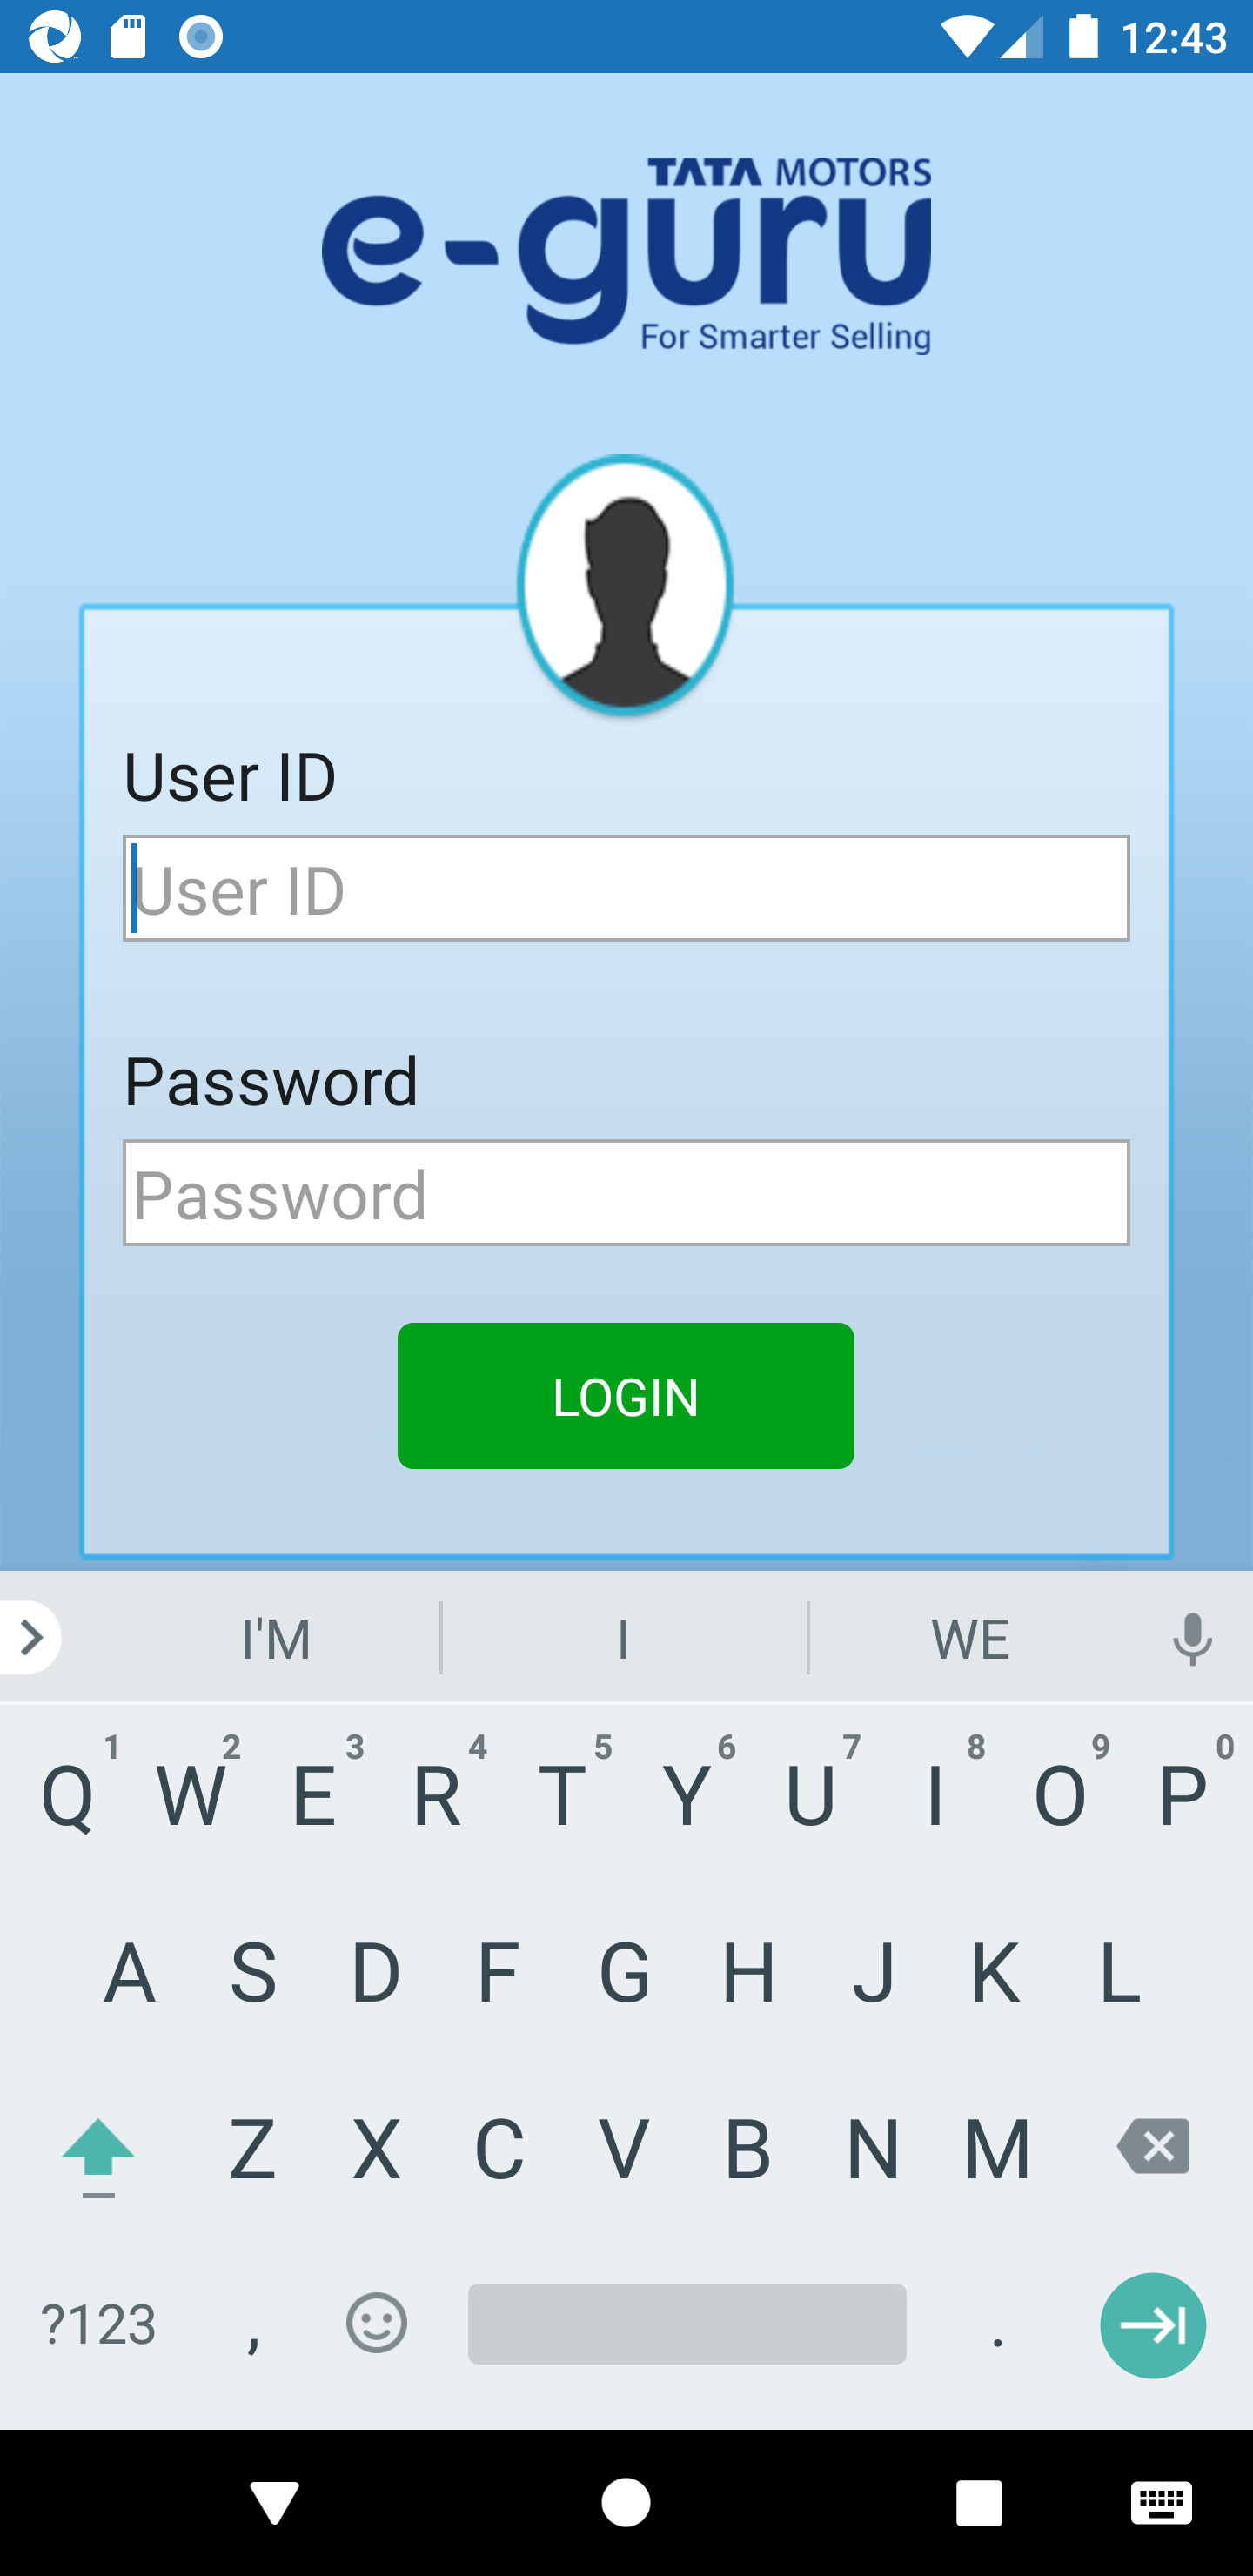 12:43
TATA MOTORS
e-guru
For Smarter Selling
User ID
User ID
Password
Password
LOGIN
I'M I WE
1 2 3 4 5 6 7 8 9 0
Q W E R T Y U I O P
A S D F G H J K L
Z X C V B N M
?123 , .